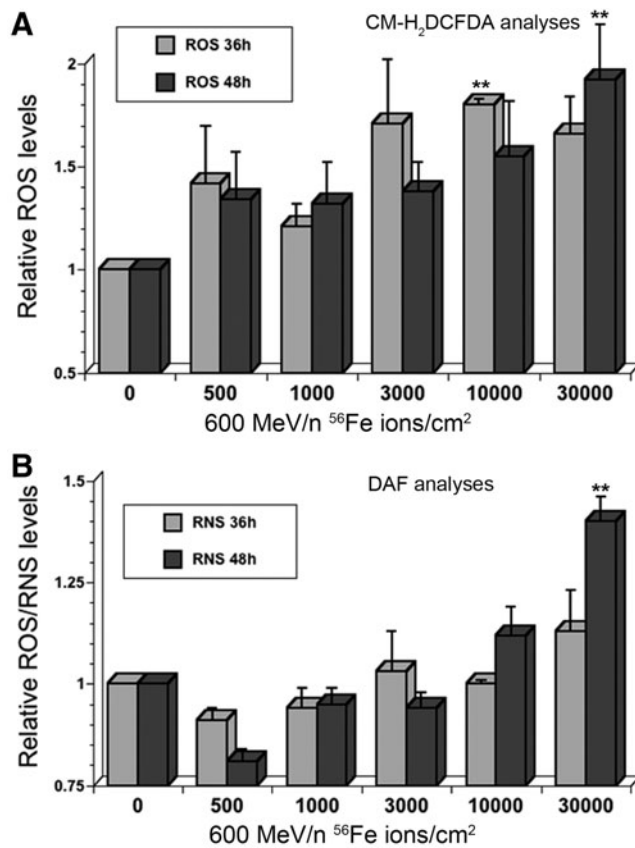 A
CM-H₂DCFDA analyses
ROS 36h
ROS 48h
**
**
Relative ROS levels
2
1.5
1
0.5
0 500 1000 3000 10000 30000
600 MeV/n ⁵⁶Fe ions/cm²
B
DAF analyses
RNS 36h
RNS 48h
**
Relative ROS/RNS levels
1.5
1.25
1
0.75
0 500 1000 3000 10000 30000
600 MeV/n ⁵⁶Fe ions/cm²